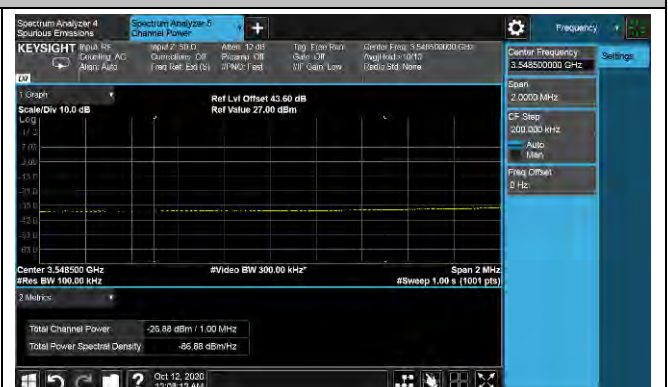 Spectrum Analyzer 4
Spurious Emissions
Spectrum Analyzer 5
Channel Power
Frequency
KEYSIGHT Input: RF
Coupling: AC
Align: Auto
Input Z: 50 Ω
Corrections: Off
Freq Ref: Ext (S)
Atten: 12 dB
Preamp: Off
#PNO: Fast
Trig: Free Run
Gate: Off
#IF Gain: Low
Center Freq: 3.548500000 GHz
Avg|Hold: 10/10
Radio Std: None
Center Frequency
3.548500000 GHz
Settings
Span
2.0000 MHz
CF Step
200.000 kHz
Auto
Man
Freq Offset
0 Hz
1 Graph
Scale/Div 10.0 dB
Ref Lvl Offset 43.60 dB
Ref Value 27.00 dBm
Log
17.0
7.00
Center 3.548500 GHz
#Res BW 100.00 kHz
#Video BW 300.00 kHz*
Span 2 MHz
#Sweep 1.00 s (1001 pts)
2 Metrics
Total Channel Power -26.88 dBm / 1.00 MHz
Total Power Spectral Density -86.88 dBm/Hz
Oct 12, 2020